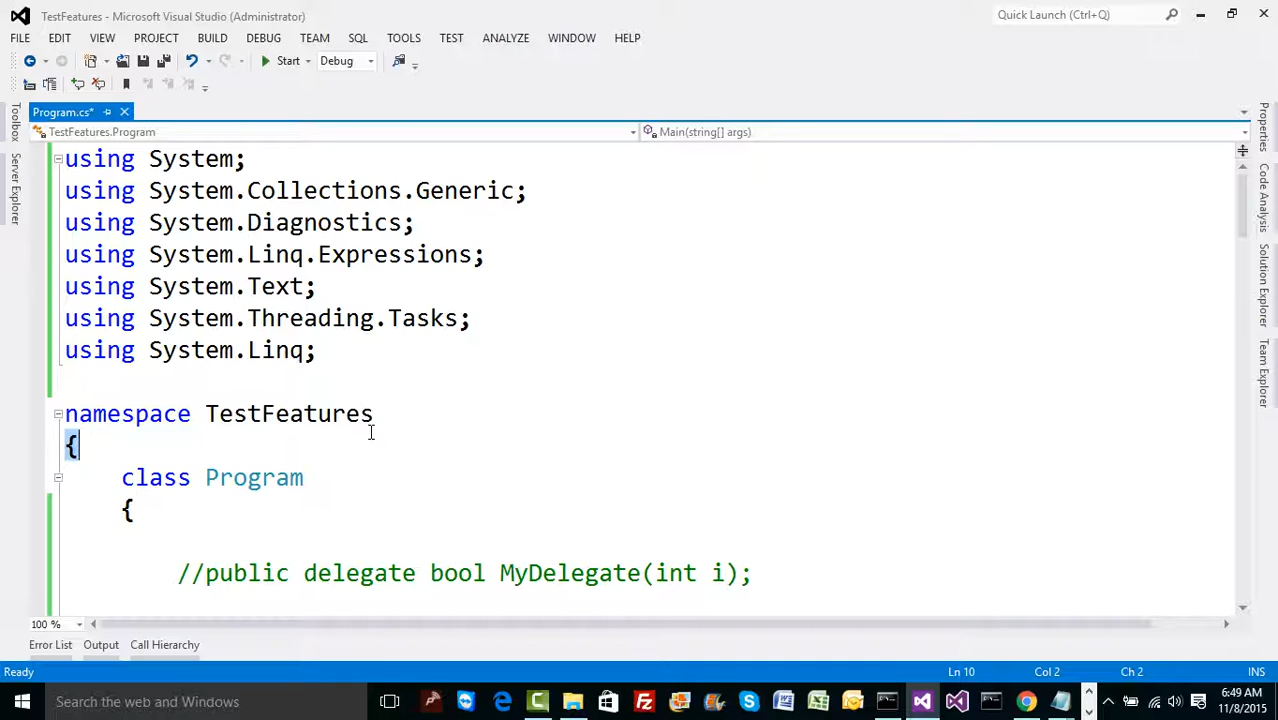 TestFeatures - Microsoft Visual Studio (Administrator)
Quick Launch (Ctrl+Q)
FILE EDIT VIEW PROJECT BUILD DEBUG TEAM SQL TOOLS TEST ANALYZE WINDOW HELP
Start Debug
Program.cs*
TestFeatures.Program Main(string[] args)
Toolbox
Server Explorer
using System;
using System.Collections.Generic;
using System.Diagnostics;
using System.Linq.Expressions;
using System.Text;
using System.Threading.Tasks;
using System.Linq;
namespace TestFeatures
{
class Program
{
//public delegate bool MyDelegate(int i);
Properties
Code Analysis
Solution Explorer
Team Explorer
100 %
Error List Output Call Hierarchy
Ready Ln 10 Col 2 Ch 2 INS
Search the web and Windows
6:49 AM
11/8/2015